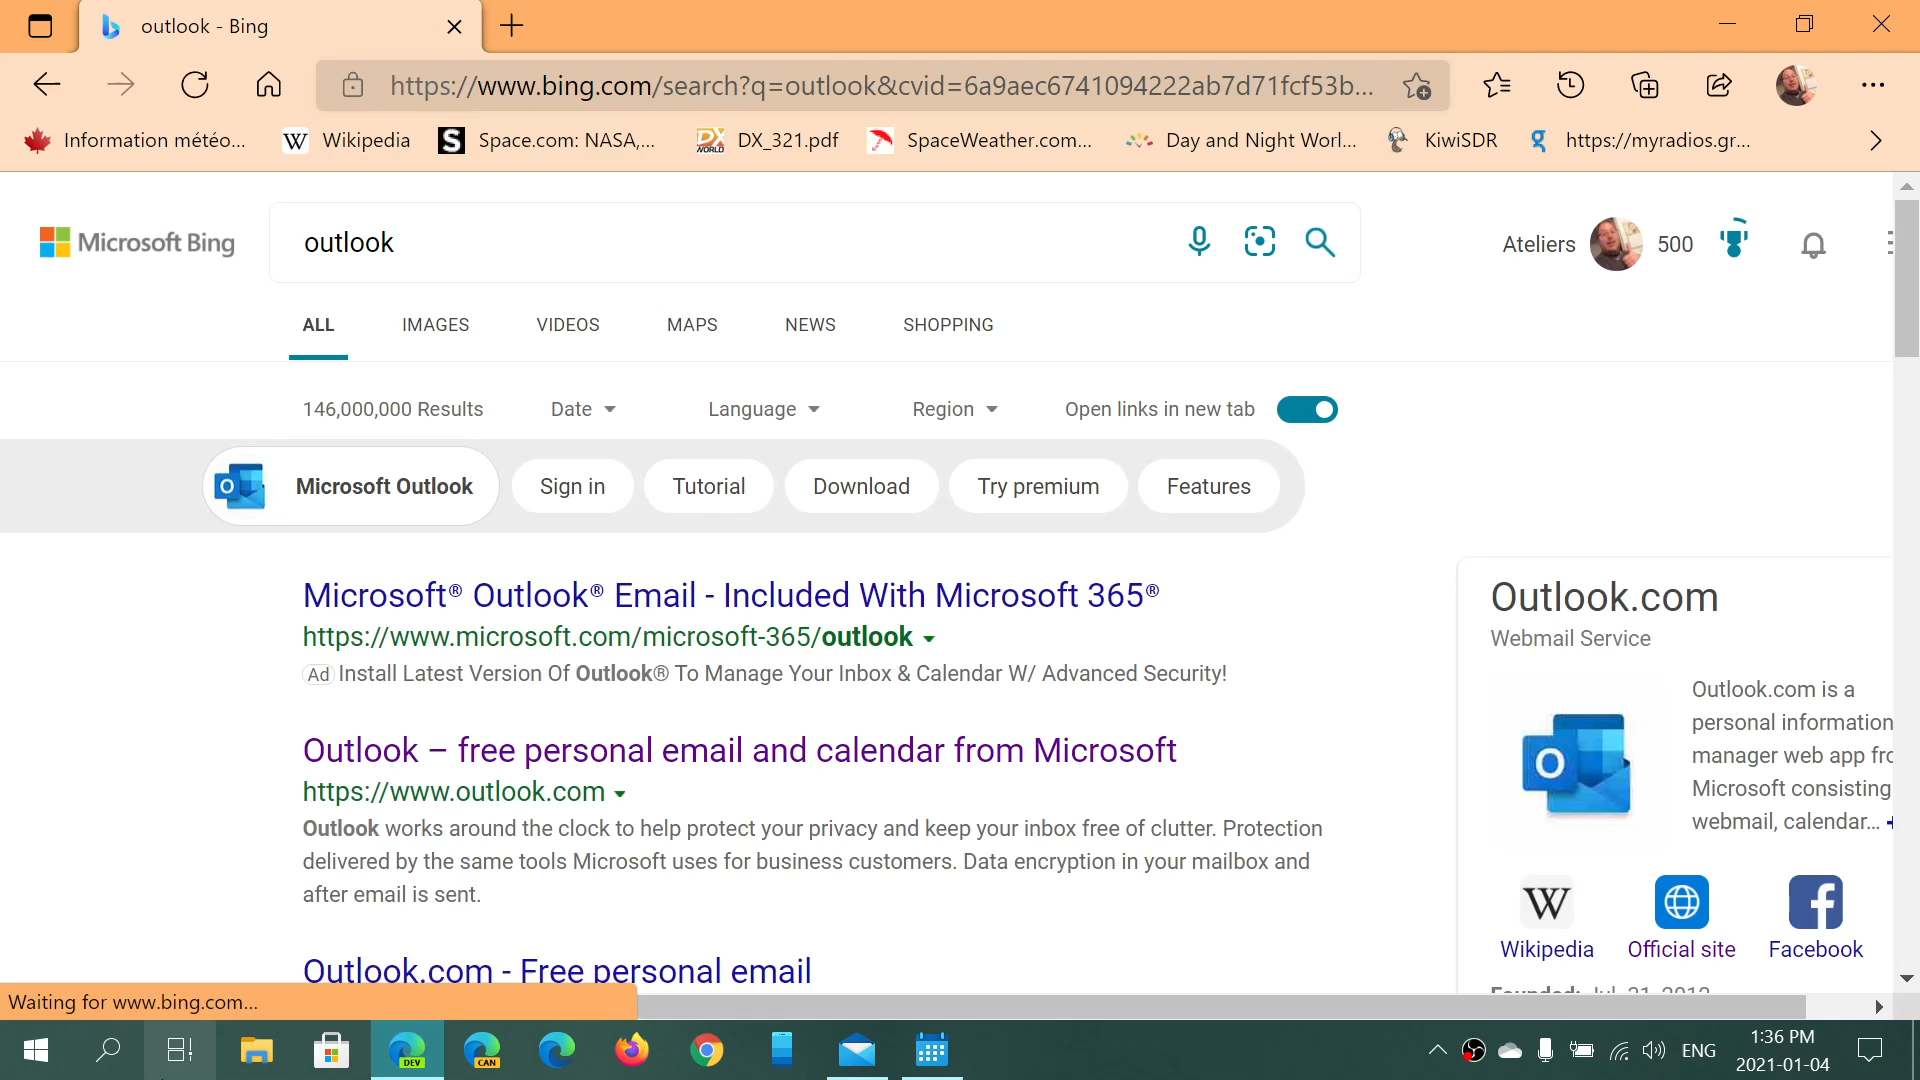 outlook - Bing
https://www.bing.com/search?q=outlook&cvid=6a9aec6741094222ab7d71fcf53b...
Information météo... Wikipedia Space.com: NASA,... DX_321.pdf SpaceWeather.com... Day and Night Worl... KiwiSDR https://myradios.gr...
Microsoft Bing
outlook
Ateliers 500
ALL IMAGES VIDEOS MAPS NEWS SHOPPING
146,000,000 Results Date Language Region Open links in new tab
Microsoft Outlook Sign in Tutorial Download Try premium Features
Microsoft® Outlook® Email - Included With Microsoft 365®
https://www.microsoft.com/microsoft-365/outlook
Ad Install Latest Version Of Outlook® To Manage Your Inbox & Calendar W/ Advanced Security!
Outlook – free personal email and calendar from Microsoft
https://www.outlook.com
Outlook works around the clock to help protect your privacy and keep your inbox free of clutter. Protection
delivered by the same tools Microsoft uses for business customers. Data encryption in your mailbox and
after email is sent.
Outlook.com - Free personal email
Outlook.com
Webmail Service
Outlook.com is a
personal information
manager web app fro
Microsoft consisting
webmail, calendar...
Wikipedia Official site Facebook
Founded: Jul 31, 2012
Waiting for www.bing.com...
DEV CAN
ENG
1:36 PM
2021-01-04